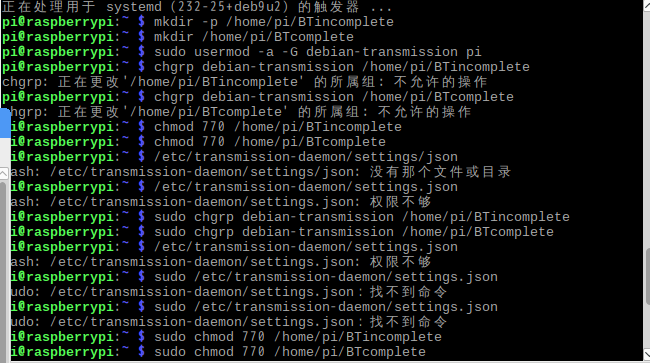 正在处理用于 systemd (232-25+deb9u2) 的触发器 ...
pi@raspberrypi:~ $ mkdir -p /home/pi/BTincomplete
pi@raspberrypi:~ $ mkdir /home/pi/BTcomplete
pi@raspberrypi:~ $ sudo usermod -a -G debian-transmission pi
pi@raspberrypi:~ $ chgrp debian-transmission /home/pi/BTincomplete
chgrp: 正在更改'/home/pi/BTincomplete' 的所属组: 不允许的操作
pi@raspberrypi:~ $ chgrp debian-transmission /home/pi/BTcomplete
chgrp: 正在更改'/home/pi/BTcomplete' 的所属组: 不允许的操作
pi@raspberrypi:~ $ chmod 770 /home/pi/BTincomplete
pi@raspberrypi:~ $ chmod 770 /home/pi/BTcomplete
pi@raspberrypi:~ $ /etc/transmission-daemon/settings/json
ash: /etc/transmission-daemon/settings/json: 没有那个文件或目录
pi@raspberrypi:~ $ /etc/transmission-daemon/settings.json
ash: /etc/transmission-daemon/settings.json: 权限不够
pi@raspberrypi:~ $ sudo chgrp debian-transmission /home/pi/BTincomplete
pi@raspberrypi:~ $ sudo chgrp debian-transmission /home/pi/BTcomplete
pi@raspberrypi:~ $ /etc/transmission-daemon/settings.json
ash: /etc/transmission-daemon/settings.json: 权限不够
pi@raspberrypi:~ $ sudo /etc/transmission-daemon/settings.json
udo: /etc/transmission-daemon/settings.json：找不到命令
pi@raspberrypi:~ $ sudo /etc/transmission-daemon/settings.json
udo: /etc/transmission-daemon/settings.json：找不到命令
pi@raspberrypi:~ $ sudo chmod 770 /home/pi/BTincomplete
pi@raspberrypi:~ $ sudo chmod 770 /home/pi/BTcomplete